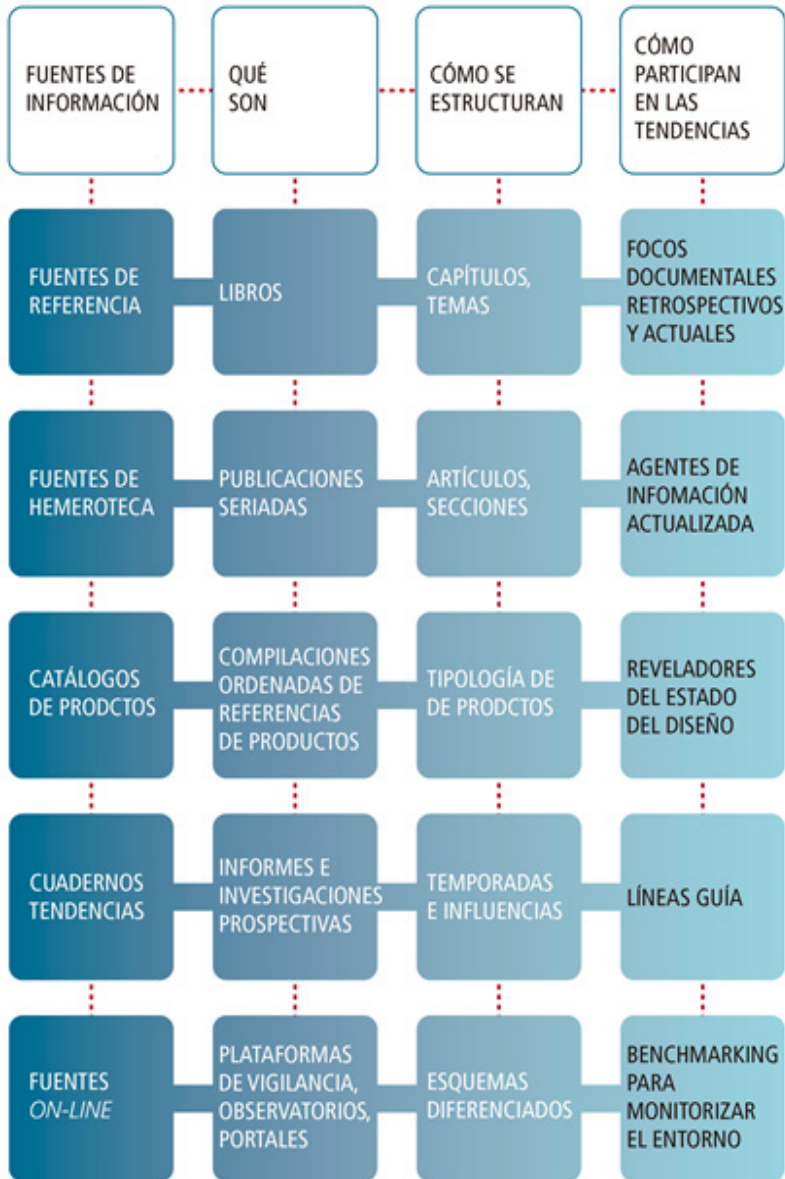 FUENTES DE
INFORMACIÓN
QUÉ
SON
CÓMO SE
ESTRUCTURAN
CÓMO
PARTICIPAN
EN LAS
TENDENCIAS
FUENTES DE
REFERENCIA
LIBROS
CAPÍTULOS,
TEMAS
FOCOS
DOCUMENTALES
RETROSPECTIVOS
Y ACTUALES
FUENTES DE
HEMEROTECA
PUBLICACIONES
SERIADAS
ARTÍCULOS,
SECCIONES
AGENTES DE
INFOMACIÓN
ACTUALIZADA
CATÁLOGOS
DE PRODCTOS
COMPILACIONES
ORDENADAS DE
REFERENCIAS
DE PRODUCTOS
TIPOLOGÍA DE
DE PRODCTOS
REVELADORES
DEL ESTADO
DEL DISEÑO
CUADERNOS
TENDENCIAS
INFORMES E
INVESTIGACIONES
PROSPECTIVAS
TEMPORADAS
E INFLUENCIAS
LÍNEAS GUÍA
FUENTES
ON-LINE
PLATAFORMAS
DE VIGILANCIA,
OBSERVATORIOS,
PORTALES
ESQUEMAS
DIFERENCIADOS
BENCHMARKING
PARA
MONITORIZAR
EL ENTORNO